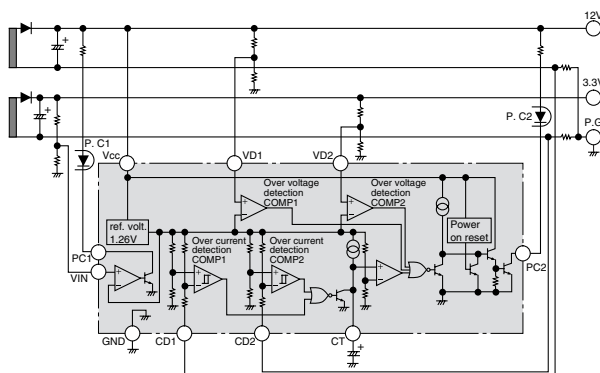 12V
3.3V
P. C1
P. C2
P.G
Vcc
VD1
VD2
Over voltage
detection
COMP1
Over voltage
detection
COMP2
ref. volt.
1.26V
Power
on reset
Over current
detection
COMP1
Over current
detection
COMP2
PC1
VIN
PC2
GND
CD1
CD2
CT